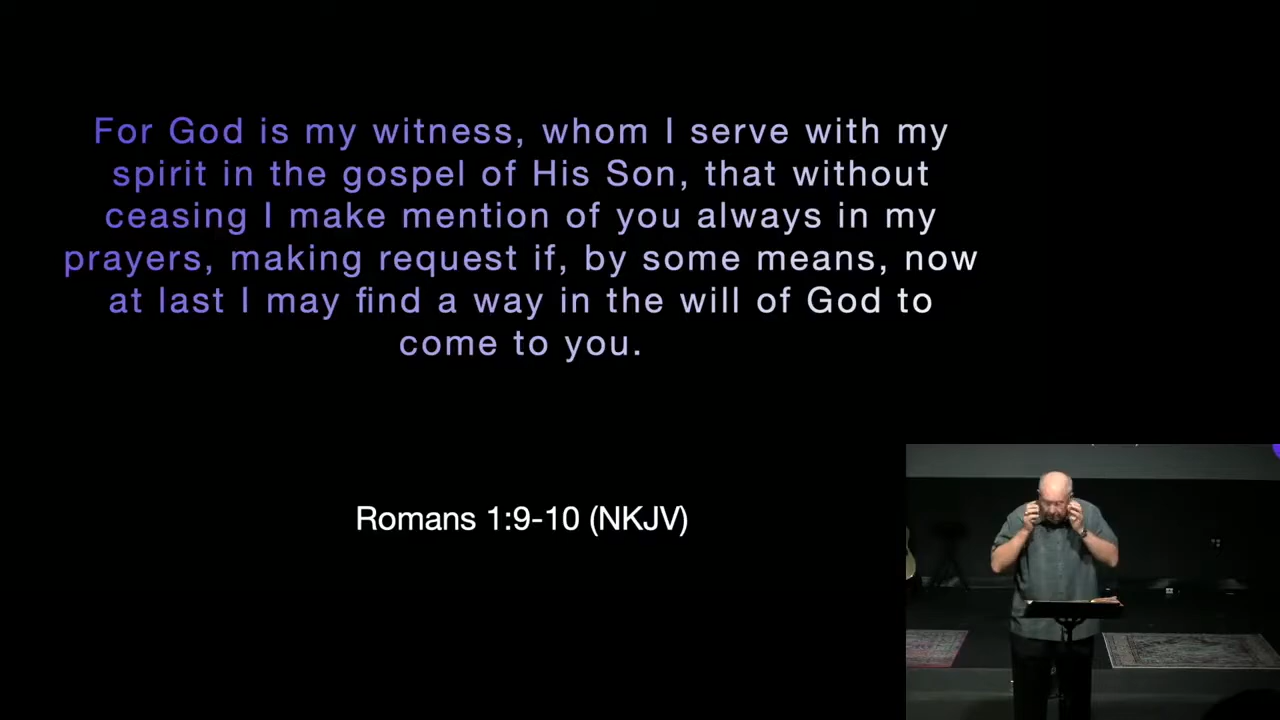 For God is my witness, whom I serve with my
spirit in the gospel of His Son, that without
ceasing I make mention of you always in my
prayers, making request if, by some means, now
at last I may find a way in the will of God to
come to you.
Romans 1:9-10 (NKJV)